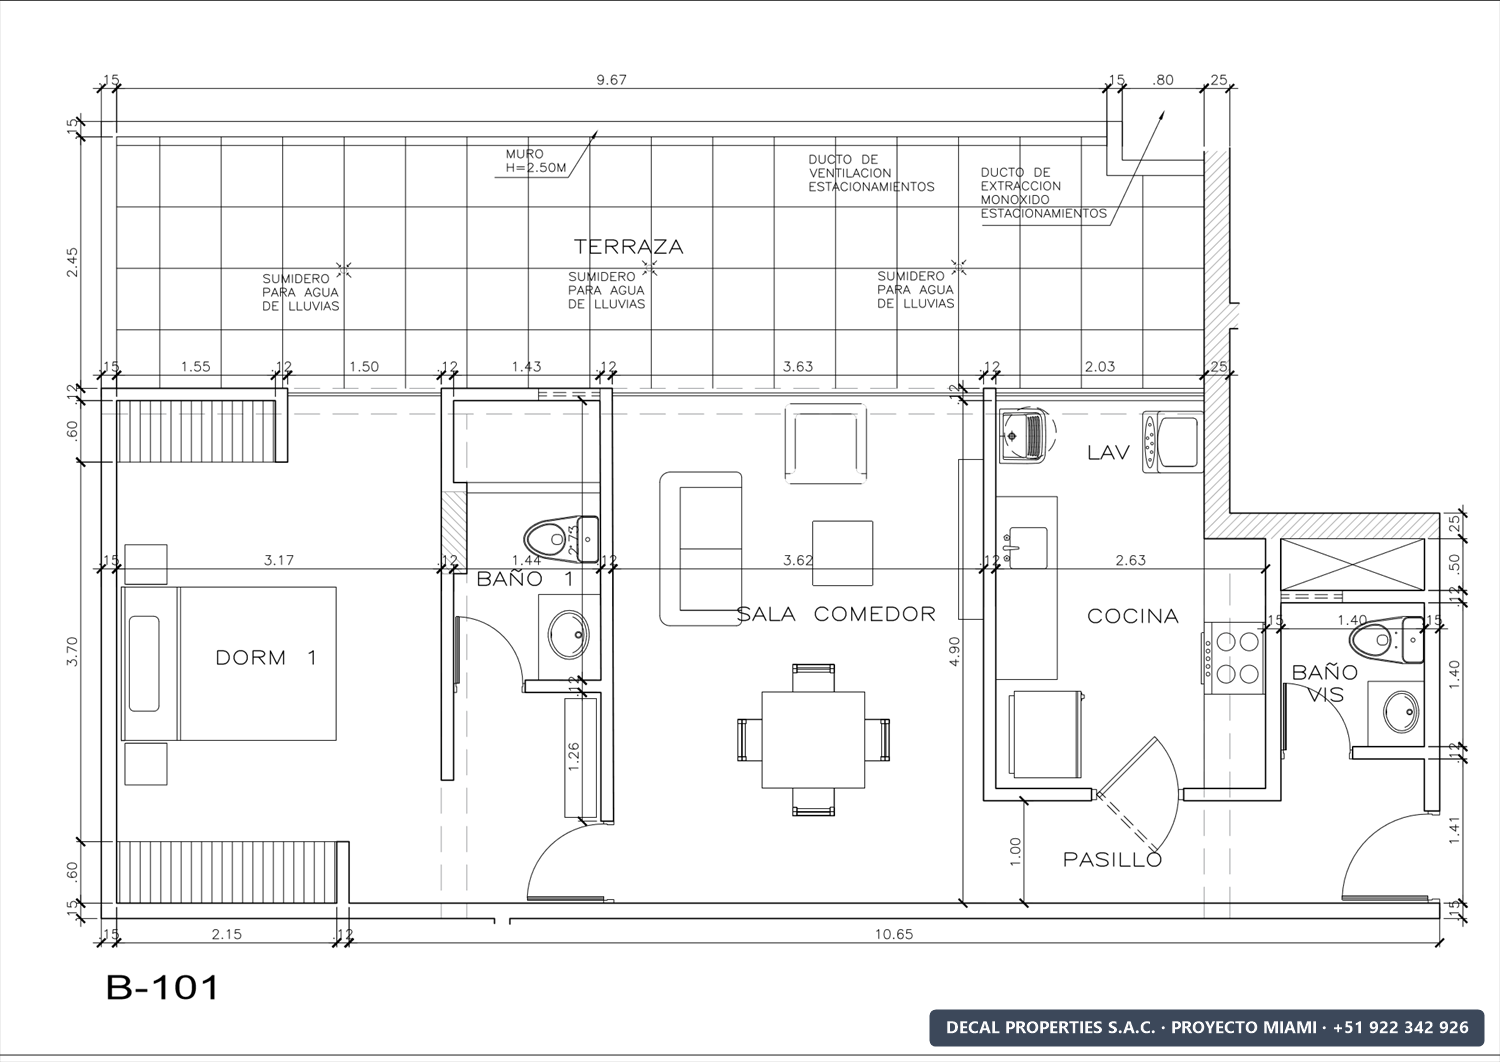 .15 9.67 .15 .80 .25
.15
MURO
H=2.50M
DUCTO DE
VENTILACION
ESTACIONAMIENTOS
DUCTO DE
EXTRACCION
MONOXIDO
ESTACIONAMIENTOS
2.45
TERRAZA
SUMIDERO
PARA AGUA
DE LLUVIAS
SUMIDERO
PARA AGUA
DE LLUVIAS
SUMIDERO
PARA AGUA
DE LLUVIAS
.15 1.55 .12 1.50 .12 1.43 .12 3.63 .12 2.03 .25
.12
.12
.60
LAV
.25
2.73
.15 3.17 .12 1.44 .12 3.62 .12 2.63
.50
BAÑO 1
.12
SALA COMEDOR
COCINA
.15 1.40 .15
3.70
DORM 1
4.90
BAÑO
VIS
1.40
.12
1.26
.12
1.41
1.00
PASILLO
.60
.15
.15
.15 2.15 .12 10.65
B-101
DECAL PROPERTIES S.A.C. · PROYECTO MIAMI · +51 922 342 926